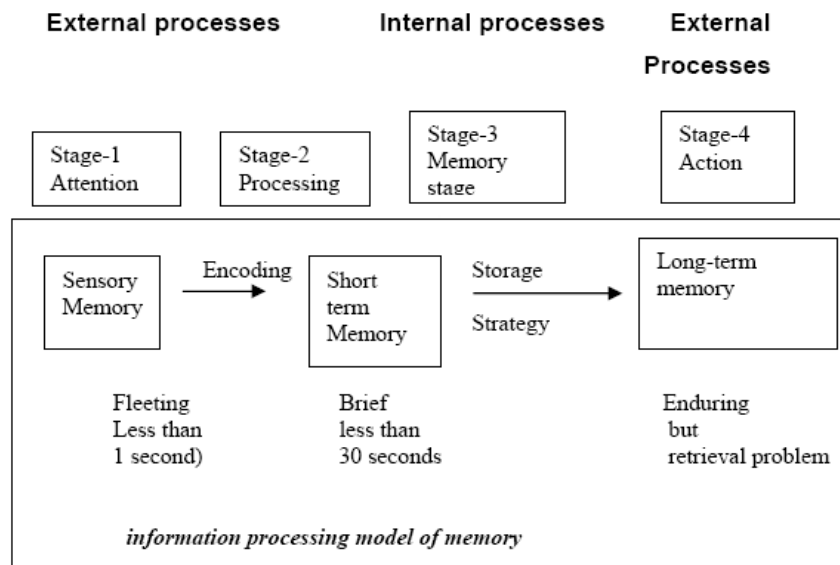 External processes
Internal processes
External
Processes
Stage-1
Attention
Stage-2
Processing
Stage-3
Memory
stage
Stage-4
Action
Sensory
Memory
Encoding
Short
term
Memory
Storage
Strategy
Long-term
memory
Fleeting
Less than
1 second)
Brief
less than
30 seconds
Enduring
but
retrieval problem
information processing model of memory